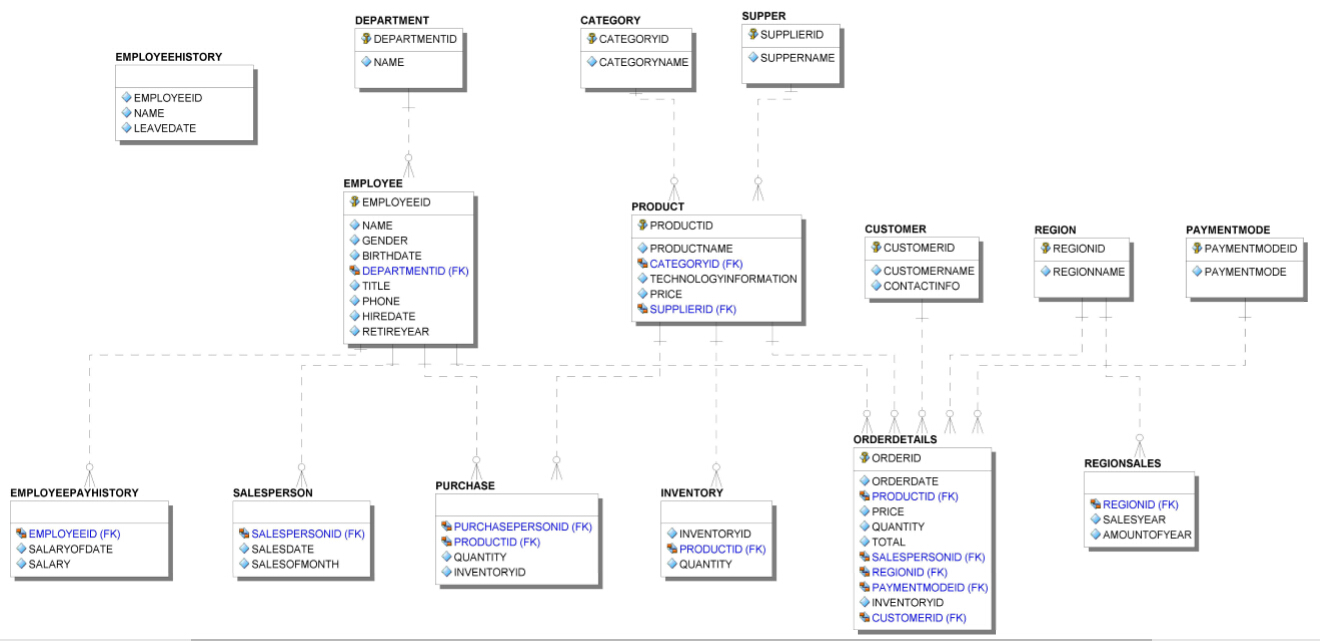 DEPARTMENT
DEPARTMENTID
NAME
CATEGORY
CATEGORYID
CATEGORYNAME
SUPPER
SUPPLIERID
SUPPERNAME
EMPLOYEEHISTORY
EMPLOYEEID
NAME
LEAVEDATE
EMPLOYEE
EMPLOYEEID
NAME
GENDER
BIRTHDATE
DEPARTMENTID (FK)
TITLE
PHONE
HIREDATE
RETIREYEAR
PRODUCT
PRODUCTID
PRODUCTNAME
CATEGORYID (FK)
TECHNOLOGYINFORMATION
PRICE
SUPPLIERID (FK)
CUSTOMER
CUSTOMERID
CUSTOMERNAME
CONTACTINFO
REGION
REGIONID
REGIONNAME
PAYMENTMODE
PAYMENTMODEID
PAYMENTMODE
EMPLOYEEPAYHISTORY
EMPLOYEEID (FK)
SALARYOFDATE
SALARY
SALESPERSON
SALESPERSONID (FK)
SALESDATE
SALESOFMONTH
PURCHASE
PURCHASEPERSONID (FK)
PRODUCTID (FK)
QUANTITY
INVENTORYID
INVENTORY
INVENTORYID
PRODUCTID (FK)
QUANTITY
ORDERDETAILS
ORDERID
ORDERDATE
PRODUCTID (FK)
PRICE
QUANTITY
TOTAL
SALESPERSONID (FK)
REGIONID (FK)
PAYMENTMODEID (FK)
INVENTORYID
CUSTOMERID (FK)
REGIONSALES
REGIONID (FK)
SALESYEAR
AMOUNTOFYEAR